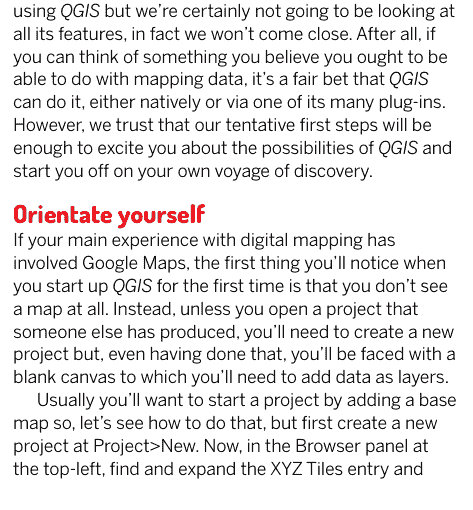 using QGIS but we're certainly not going to be looking at
all its features, in fact we won't come close. After all, if
you can think of something you believe you ought to be
able to do with mapping data, it's a fair bet that QGIS
can do it, either natively or via one of its many plug-ins.
However, we trust that our tentative first steps will be
enough to excite you about the possibilities of QGIS and
start you off on your own voyage of discovery.
Orientate yourself
If your main experience with digital mapping has
involved Google Maps, the first thing you'll notice when
you start up QGIS for the first time is that you don't see
a map at all. Instead, unless you open a project that
someone else has produced, you'll need to create a new
project but, even having done that, you'll be faced with a
blank canvas to which you'll need to add data as layers.
Usually you'll want to start a project by adding a base
map so, let's see how to do that, but first create a new
project at Project>New. Now, in the Browser panel at
the top-left, find and expand the XYZ Tiles entry and